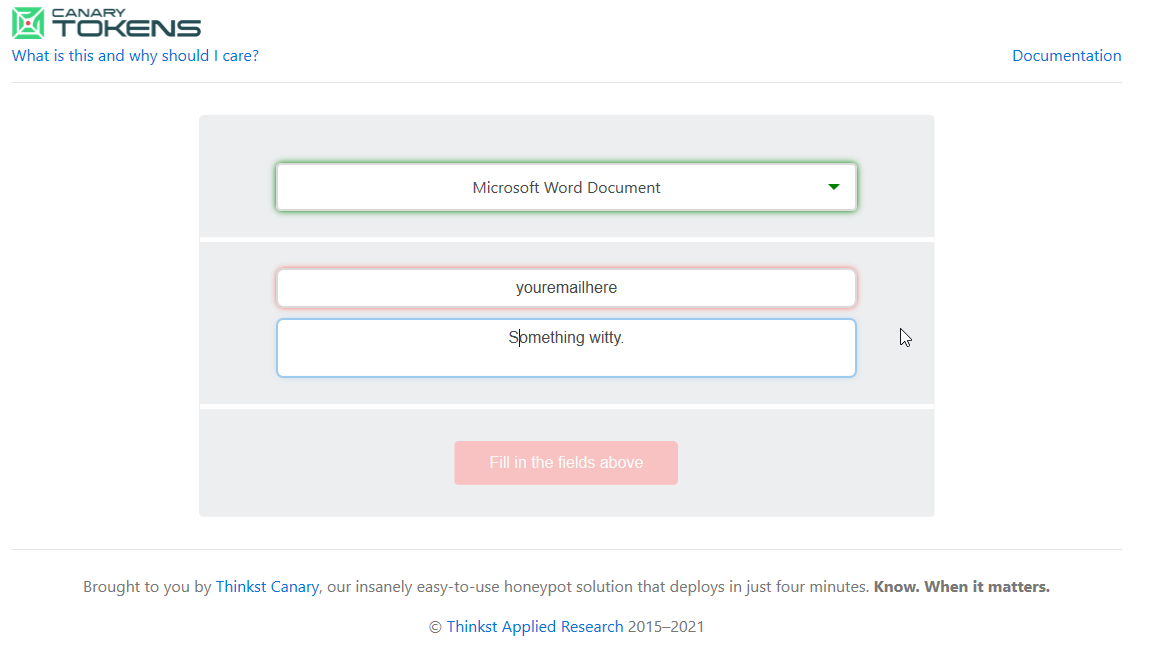 CANARY
TOKENS
What is this and why should I care?
Documentation
Microsoft Word Document
youremailhere
Something witty.
Fill in the fields above
Brought to you by Thinkst Canary, our insanely easy-to-use honeypot solution that deploys in just four minutes. Know. When it matters.
© Thinkst Applied Research 2015–2021